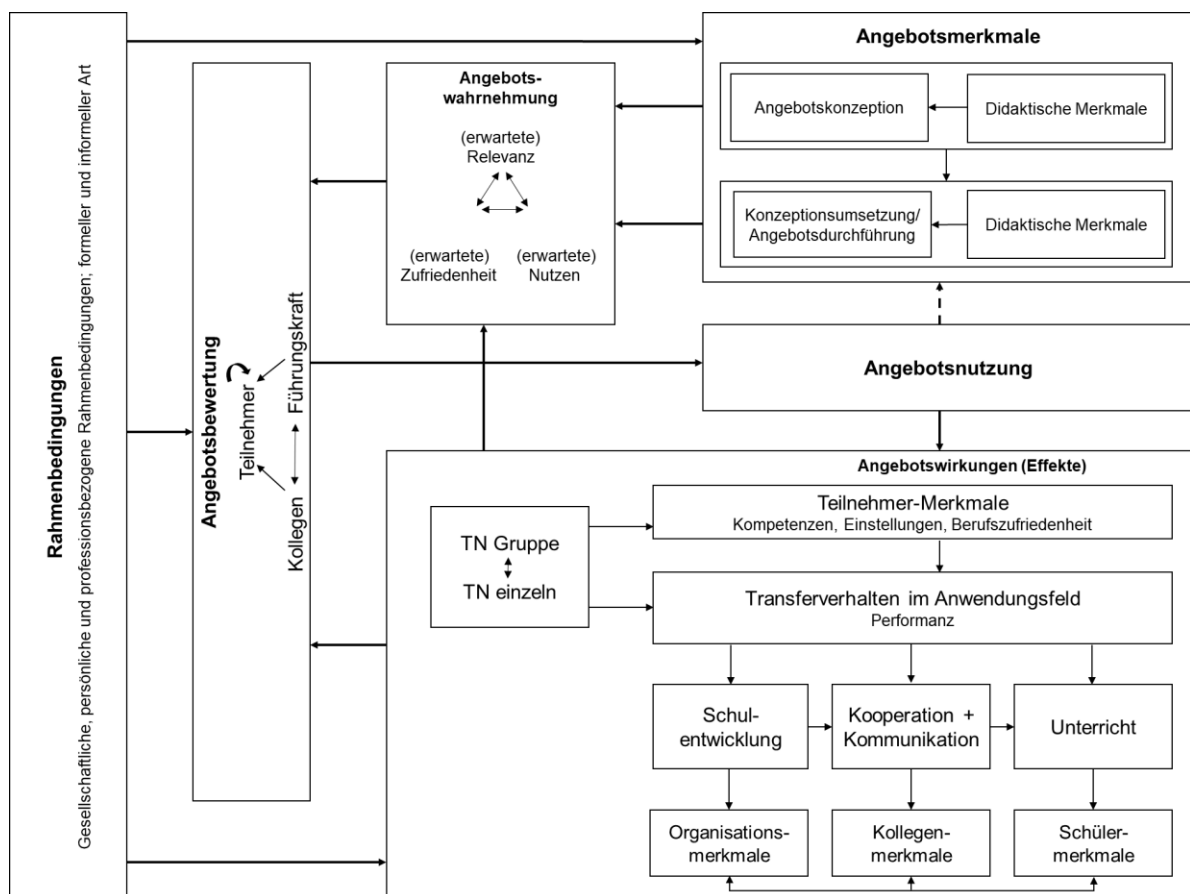 Rahmenbedingungen
Gesellschaftliche, persönliche und professionsbezogene Rahmenbedingungen; formeller und informeller Art
Angebotsbewertung
Teilnehmer
Kollegen
Führungskraft
Angebots-
wahrnehmung
(erwartete)
Relevanz
(erwartete)
Zufriedenheit
(erwartete)
Nutzen
Angebotsmerkmale
Angebotskonzeption
Didaktische Merkmale
Konzeptionsumsetzung/
Angebotsdurchführung
Didaktische Merkmale
Angebotsnutzung
Angebotswirkungen (Effekte)
TN Gruppe
TN einzeln
Teilnehmer-Merkmale
Kompetenzen, Einstellungen, Berufszufriedenheit
Transferverhalten im Anwendungsfeld
Performanz
Schul-
entwicklung
Kooperation +
Kommunikation
Unterricht
Organisations-
merkmale
Kollegen-
merkmale
Schüler-
merkmale